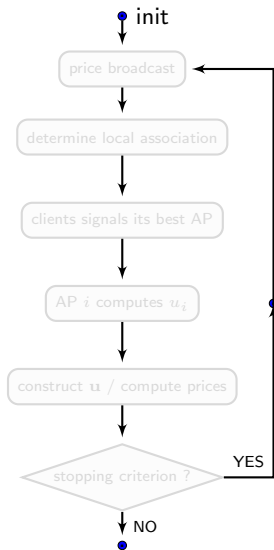 init
price broadcast
determine local association
clients signals its best AP
AP i computes u_i
construct u / compute prices
stopping criterion ?
YES
NO